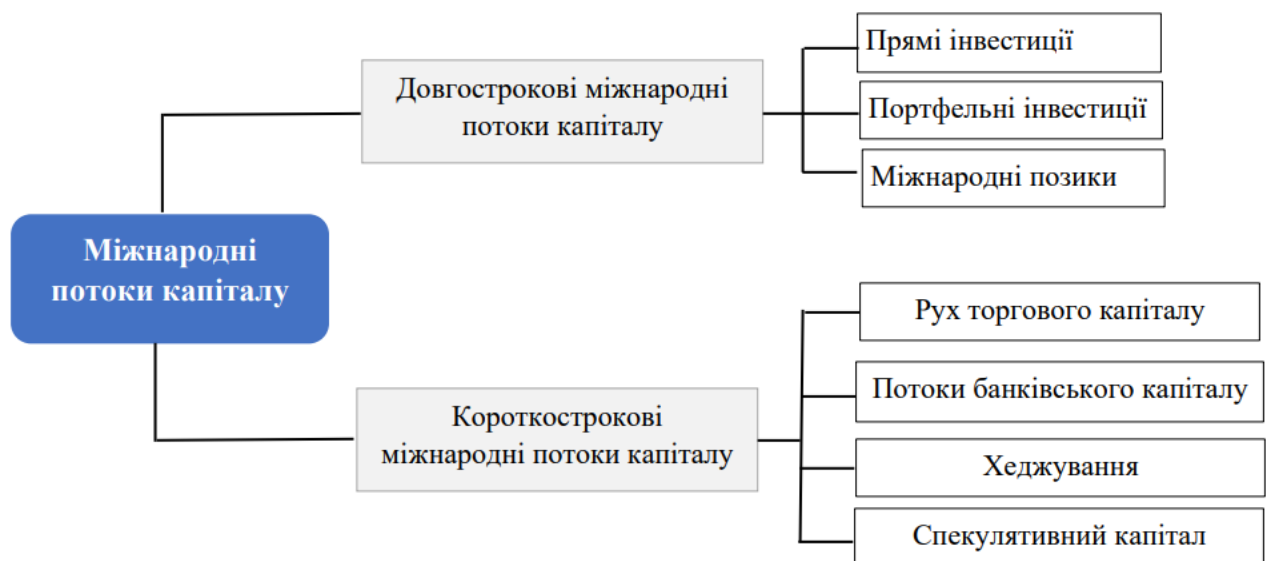 Міжнародні
потоки капіталу
Довгострокові міжнародні
потоки капіталу
Прямі інвестиції
Портфельні інвестиції
Міжнародні позики
Короткострокові
міжнародні потоки капіталу
Рух торгового капіталу
Потоки банківського капіталу
Хеджування
Спекулятивний капітал